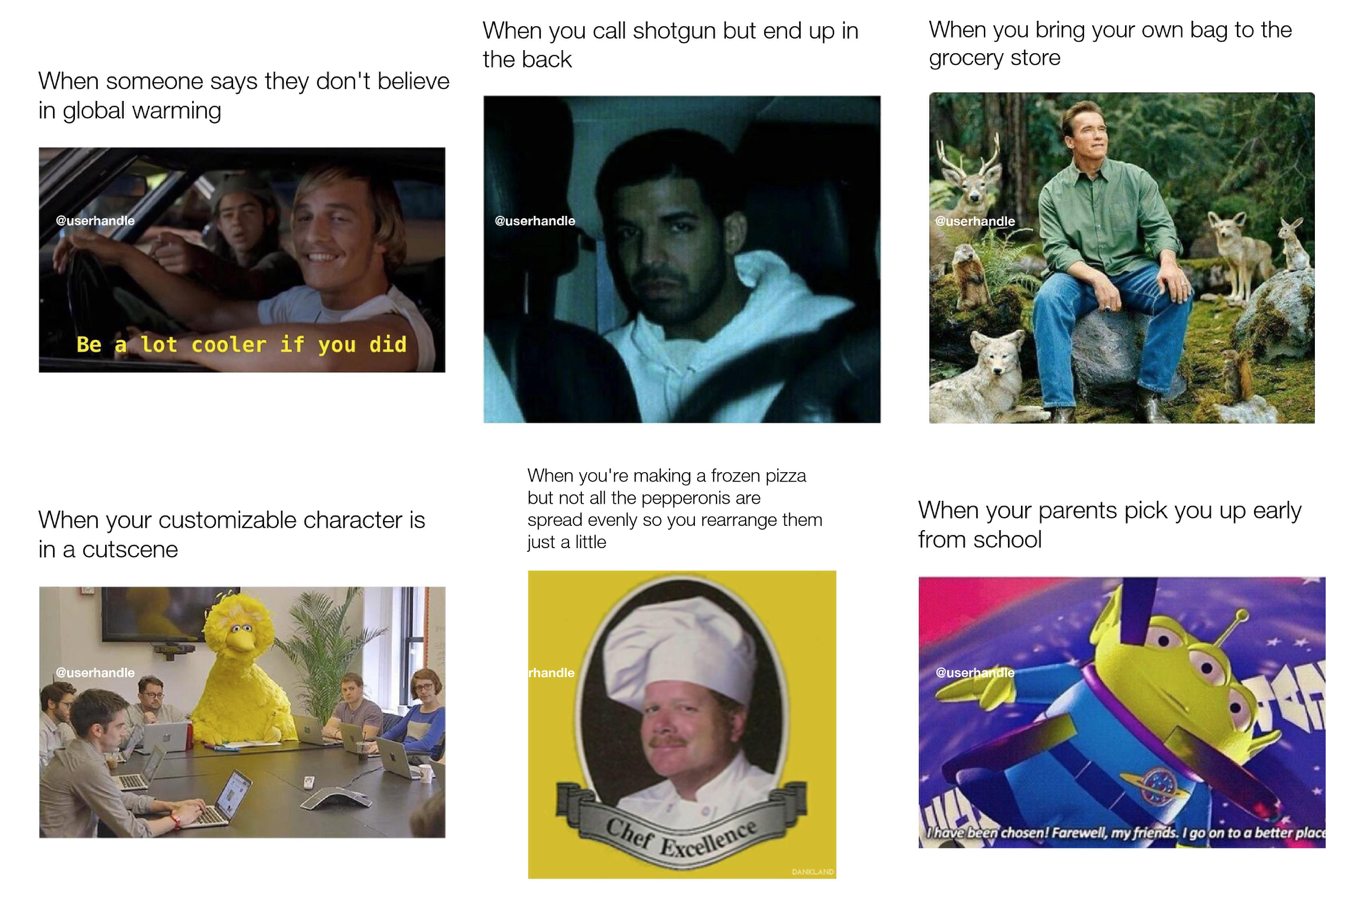 When someone says they don't believe
in global warming
@userhandle
Be a lot cooler if you did
When you call shotgun but end up in
the back
@userhandle
When you bring your own bag to the
grocery store
@userhandle
When your customizable character is
in a cutscene
@userhandle
When you're making a frozen pizza
but not all the pepperonis are
spread evenly so you rearrange them
just a little
rhandle
Chef Excellence
DANKLAND
When your parents pick you up early
from school
@userhandle
I have been chosen! Farewell, my friends. I go on to a better place